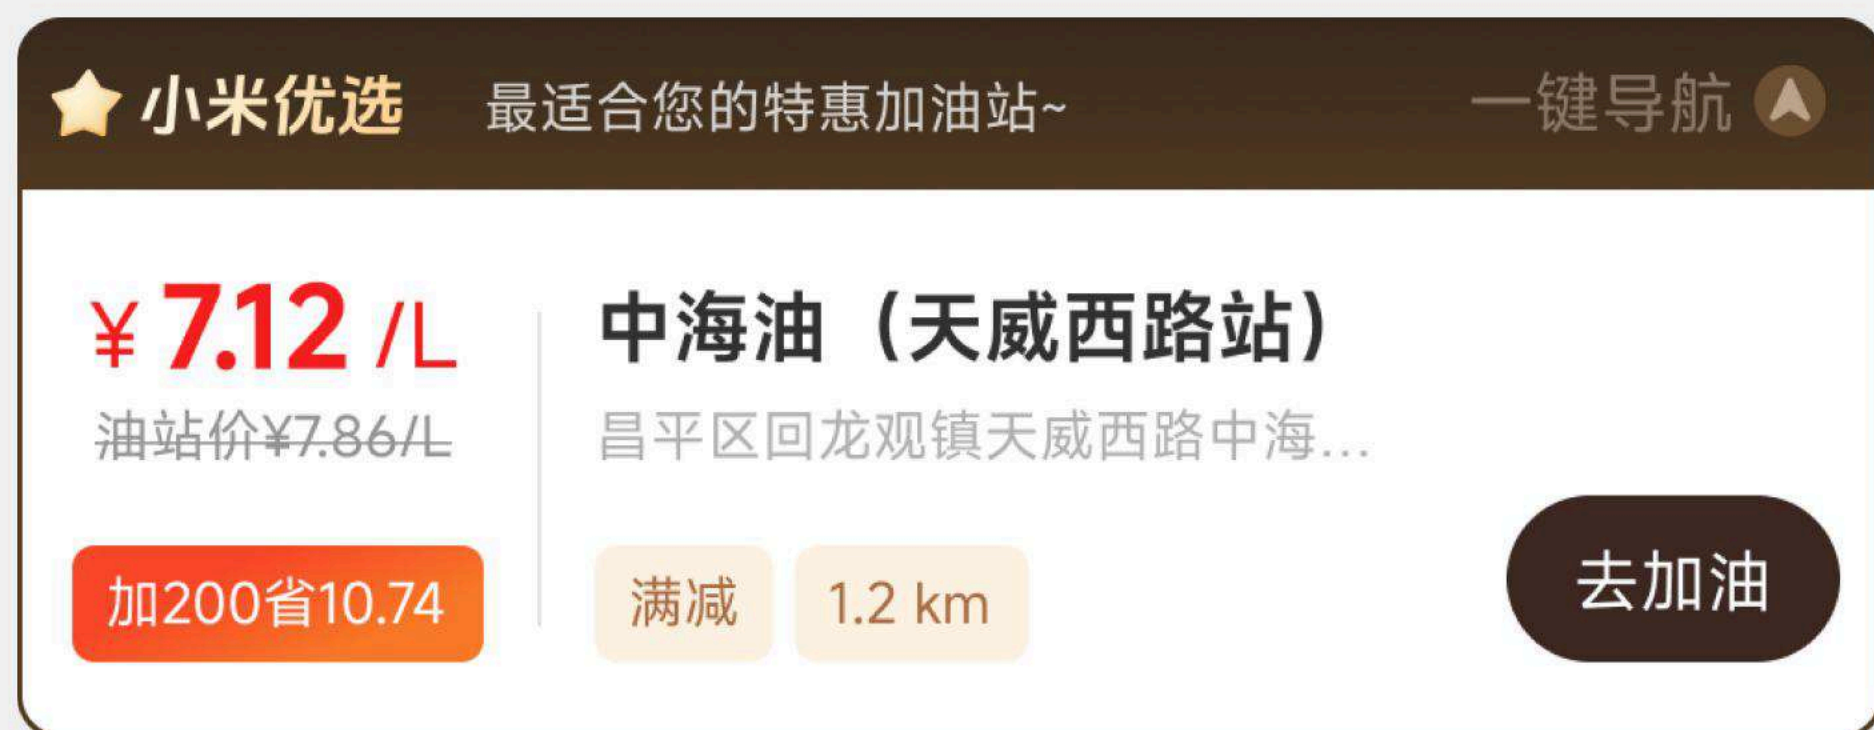 小米优选 最适合您的特惠加油站~ 一键导航
¥7.12 /L
油站价¥7.86/L
加200省10.74
中海油（天威西路站）
昌平区回龙观镇天威西路中海...
满减 1.2 km
去加油